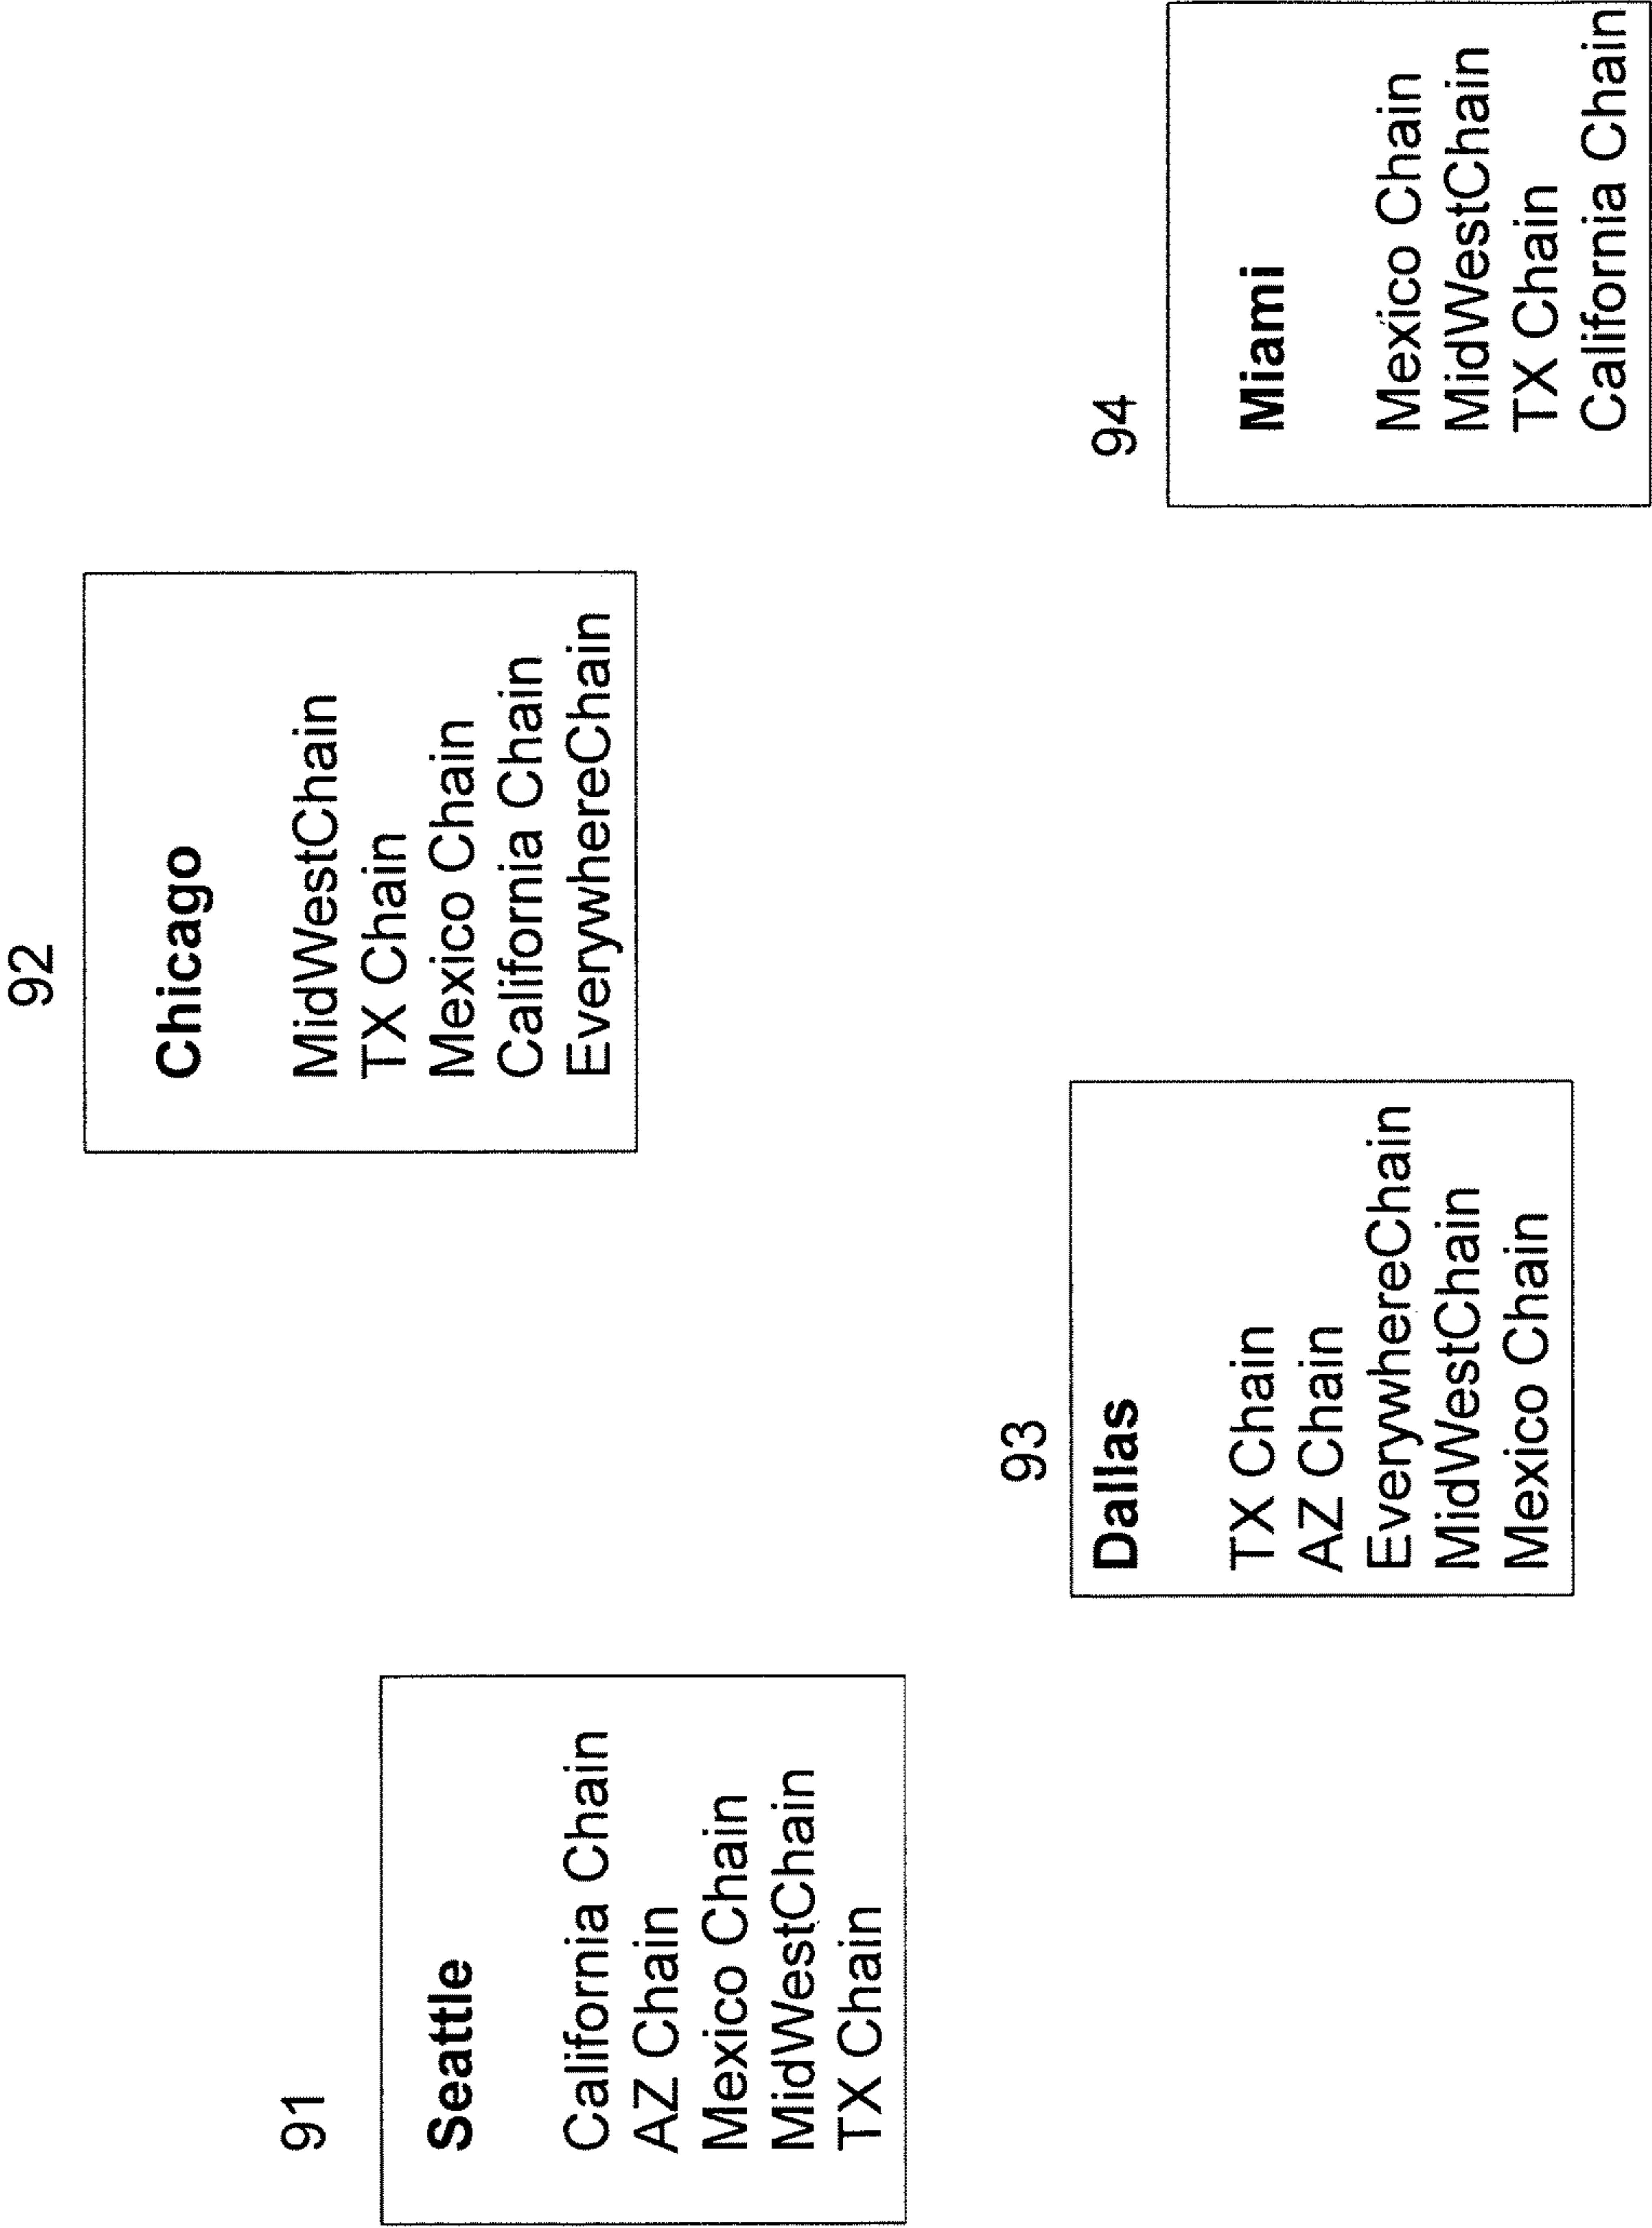 91
Seattle
California Chain
AZ Chain
Mexico Chain
MidWestChain
TX Chain
92
Chicago
MidWestChain
TX Chain
Mexico Chain
California Chain
EverywhereChain
93
Dallas
TX Chain
AZ Chain
EverywhereChain
MidWestChain
Mexico Chain
94
Miami
Mexico Chain
MidWestChain
TX Chain
California Chain